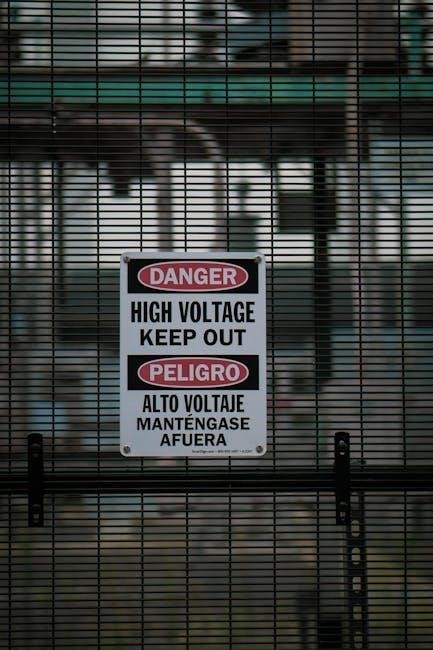 DANGER
HIGH VOLTAGE
KEEP OUT
PELIGRO
ALTO VOLTAJE
MANTÉNGASE
AFUERA